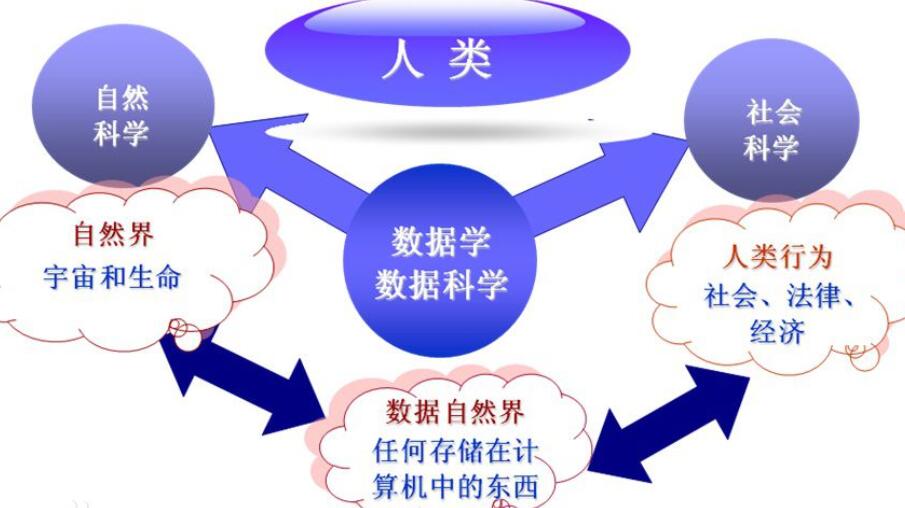 人 类
自然
科学
社会
科学
数据学
数据科学
自然界
宇宙和生命
人类行为
社会、法律、
经济
数据自然界
任何存储在计
算机中的东西